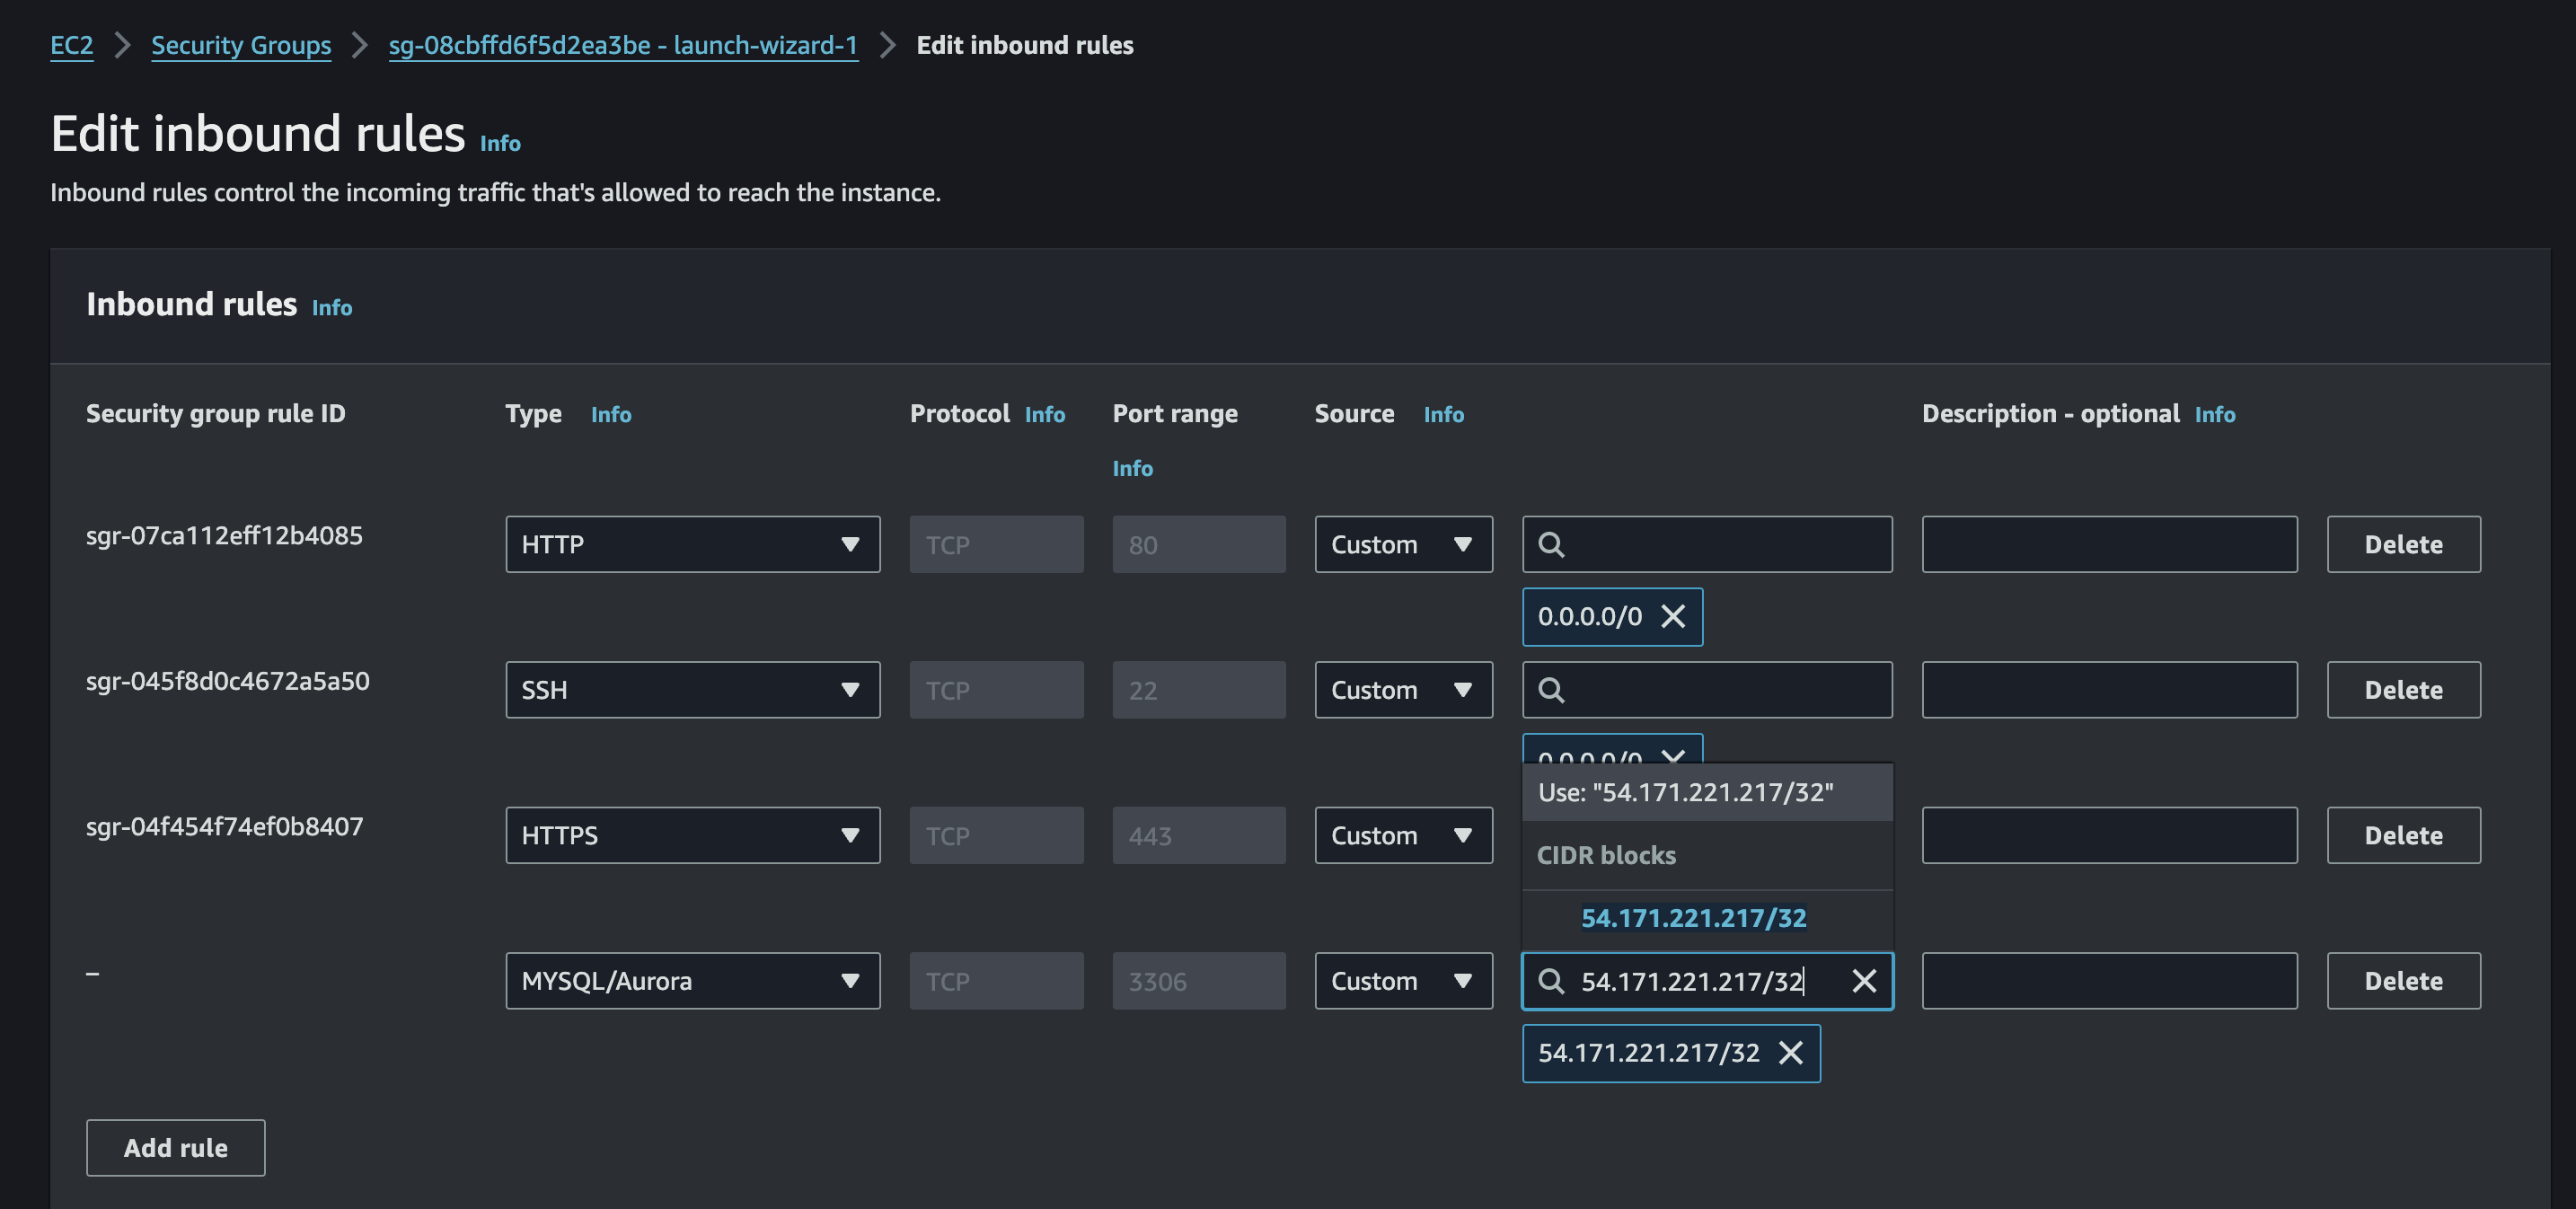 EC2 > Security Groups > sg-08cbffd6f5d2ea3be - launch-wizard-1 > Edit inbound rules
Edit inbound rules Info
Inbound rules control the incoming traffic that's allowed to reach the instance.
Inbound rules Info
Security group rule ID Type Info Protocol Info Port range Source Info Description - optional Info
Info
sgr-07ca112eff12b4085 HTTP TCP 80 Custom Delete
0.0.0.0/0
sgr-045f8d0c4672a5a50 SSH TCP 22 Custom Delete
0.0.0.0/0
Use: "54.171.221.217/32"
sgr-04f454f74ef0b8407 HTTPS TCP 443 Custom Delete
CIDR blocks
54.171.221.217/32
– MYSQL/Aurora TCP 3306 Custom 54.171.221.217/32 Delete
54.171.221.217/32
Add rule